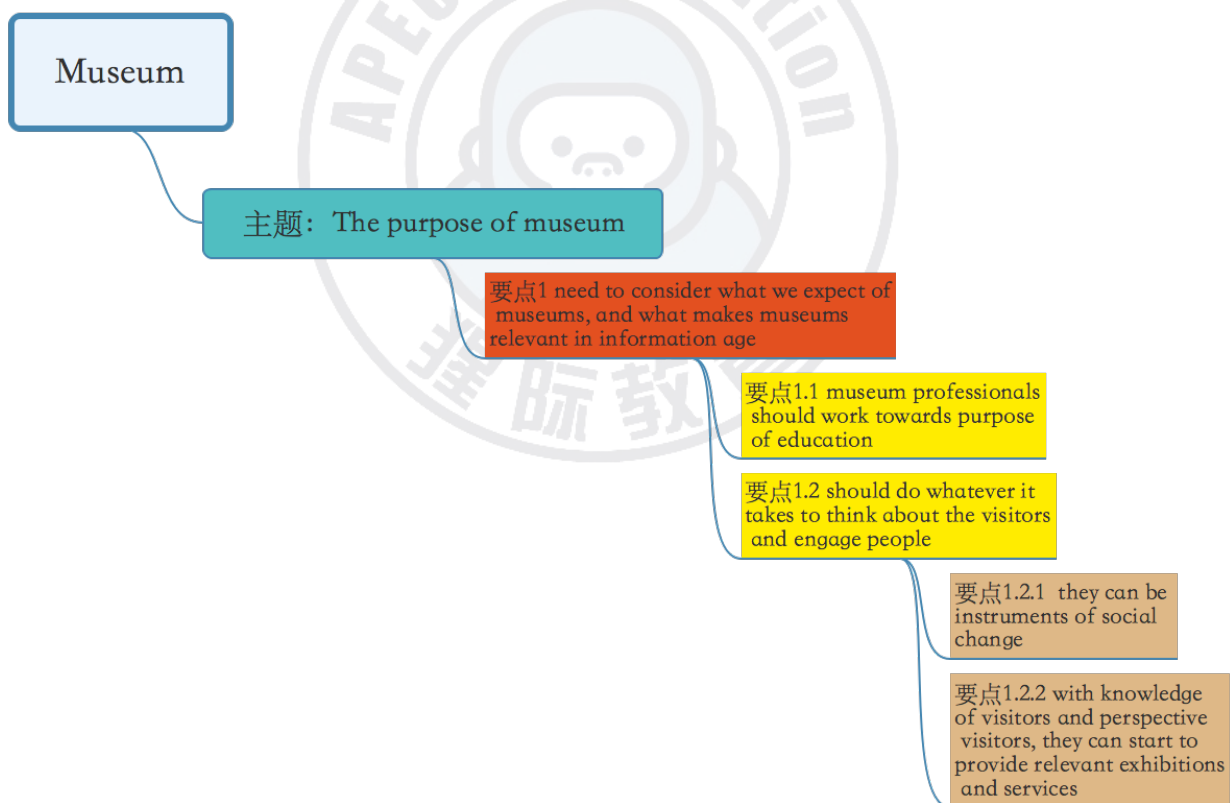 Museum
主题：The purpose of museum
要点1 need to consider what we expect of
museums, and what makes museums
relevant in information age
要点1.1 museum professionals
should work towards purpose
of education
要点1.2 should do whatever it
takes to think about the visitors
and engage people
要点1.2.1 they can be
instruments of social
change
要点1.2.2 with knowledge
of visitors and perspective
visitors, they can start to
provide relevant exhibitions
and services